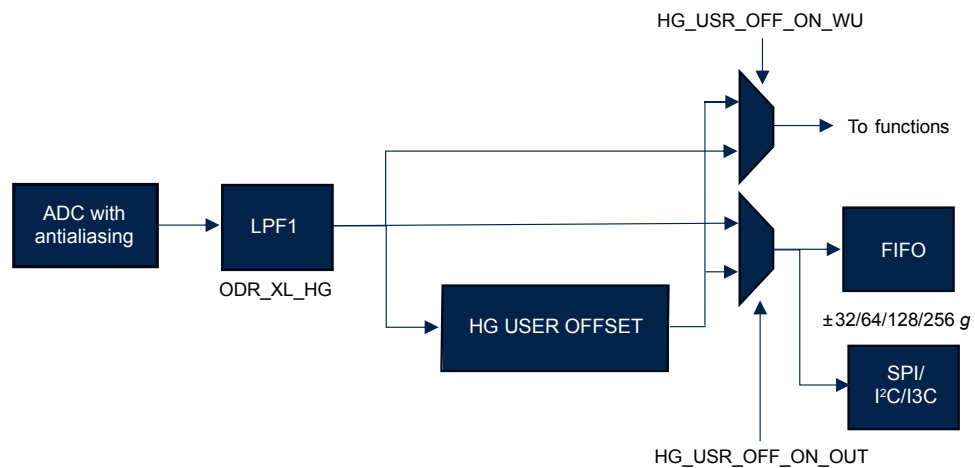 HG_USR_OFF_ON_WU
To functions
ADC with
antialiasing
LPF1
ODR_XL_HG
HG USER OFFSET
FIFO
±32/64/128/256 g
SPI/
I²C/I3C
HG_USR_OFF_ON_OUT